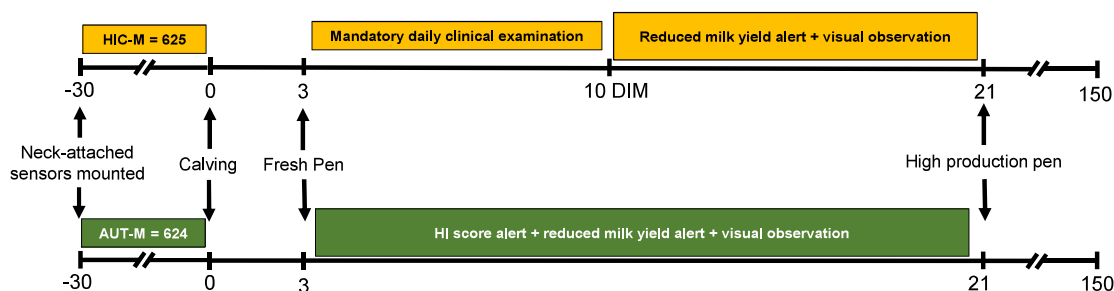 HIC-M = 625
Mandatory daily clinical examination
Reduced milk yield alert + visual observation
-30
0
3
10 DIM
21
150
Neck-attached
sensors mounted
Calving
Fresh Pen
High production pen
AUT-M = 624
HI score alert + reduced milk yield alert + visual observation
-30
0
3
21
150